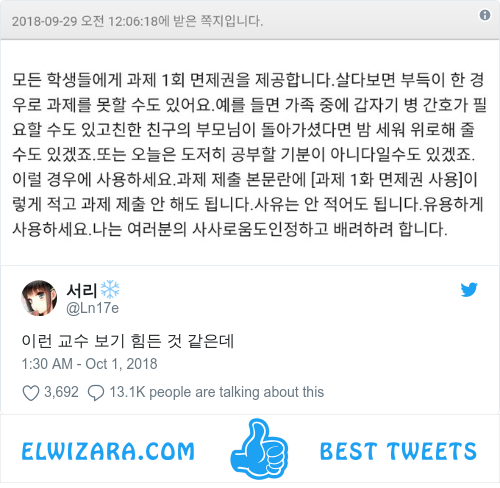 2018-09-29 오전 12:06:18에 받은 쪽지입니다.
모든 학생들에게 과제 1회 면제권을 제공합니다.살다보면 부득이 한 경
우로 과제를 못할 수도 있어요.예를 들면 가족 중에 갑자기 병 간호가 필
요할 수도 있고친한 친구의 부모님이 돌아가셨다면 밤 세워 위로해 줄
수도 있겠죠.또는 오늘은 도저히 공부할 기분이 아니다일수도 있겠죠.
이럴 경우에 사용하세요.과제 제출 본문란에 [과제 1화 면제권 사용]이
렇게 적고 과제 제출 안 해도 됩니다.사유는 안 적어도 됩니다.유용하게
사용하세요.나는 여러분의 사사로움도인정하고 배려하려 합니다.
서리❄️
@Ln17e
이런 교수 보기 힘든 것 같은데
1:30 AM - Oct 1, 2018
3,692 13.1K people are talking about this
ELWIZARA.COM BEST TWEETS